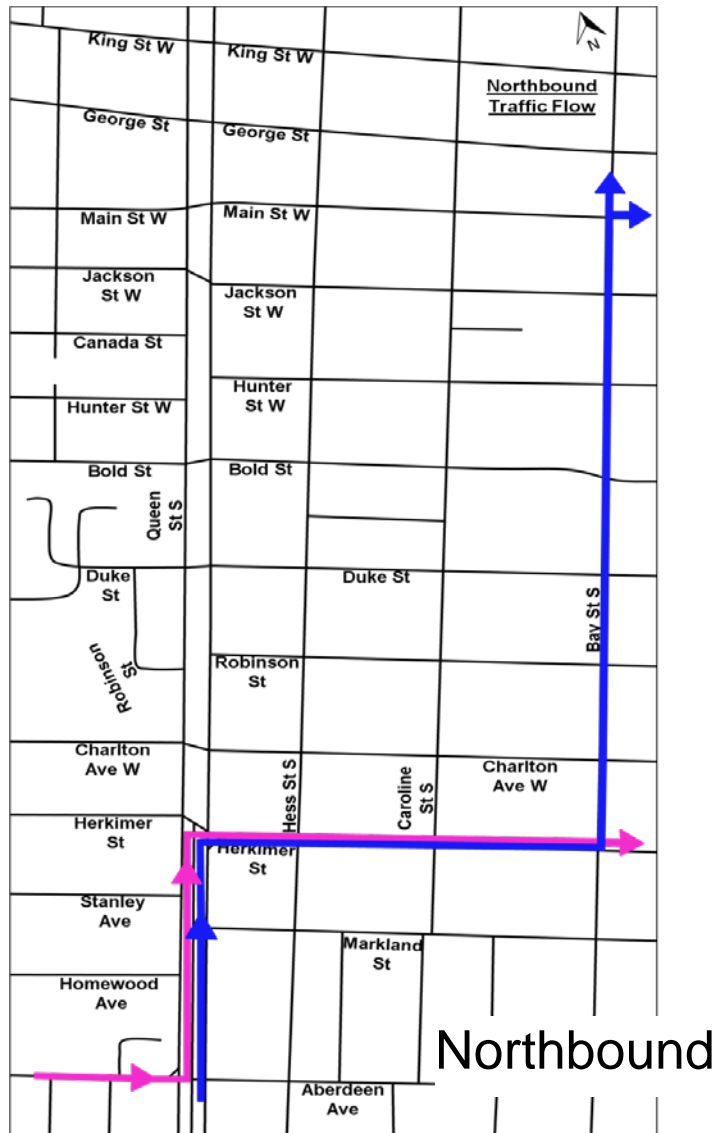 King St W
King St W
N
Northbound
Traffic Flow
George St
George St
Main St W
Main St W
Jackson
St W
Jackson
St W
Canada St
Hunter St W
Hunter
St W
Bold St
Bold St
Queen
St S
Duke
St
Duke St
Bay St S
Robinson
St
Robinson
St
Charlton
Ave W
Hess St S
Caroline
St S
Charlton
Ave W
Herkimer
St
Herkimer
St
Stanley
Ave
Markland
St
Homewood
Ave
Northbound
Aberdeen
Ave